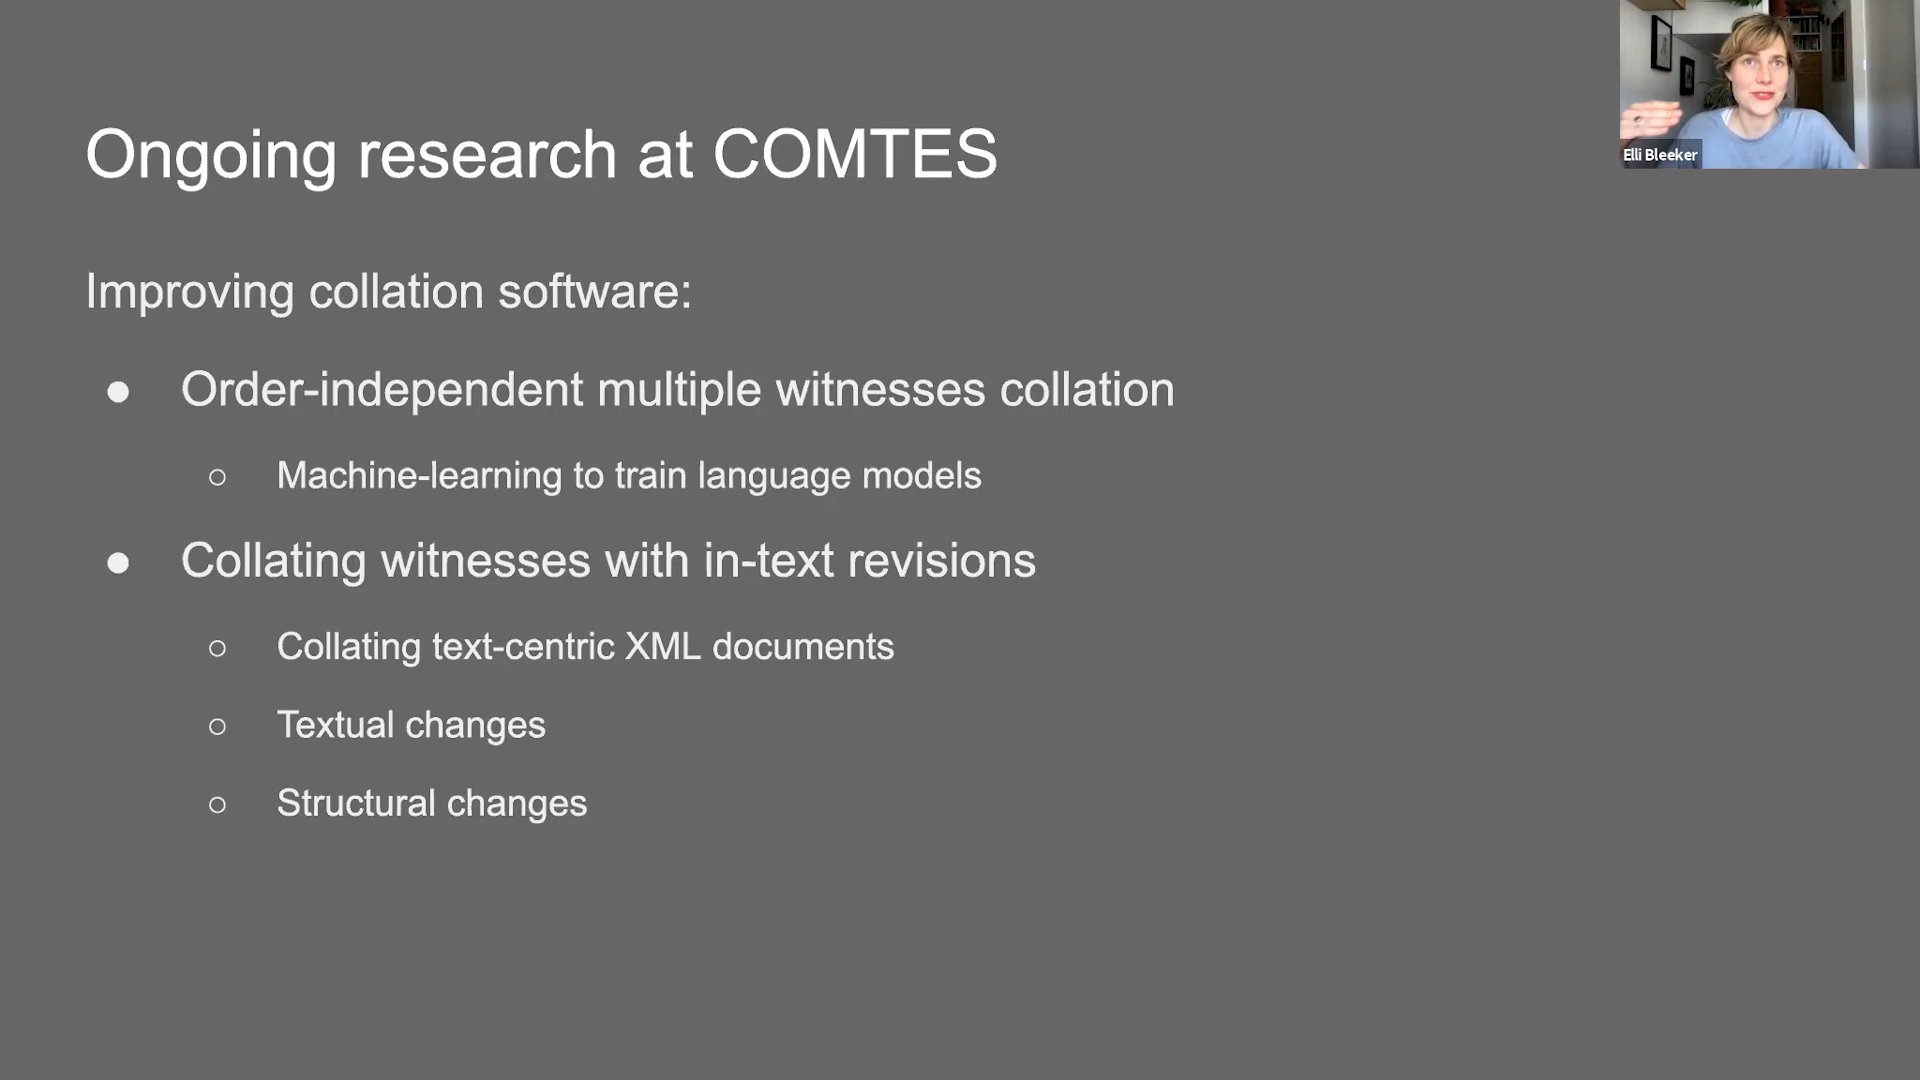 Ongoing research at COMTES
Elli Bleeker
Improving collation software:
● Order-independent multiple witnesses collation
○ Machine-learning to train language models
● Collating witnesses with in-text revisions
○ Collating text-centric XML documents
○ Textual changes
○ Structural changes